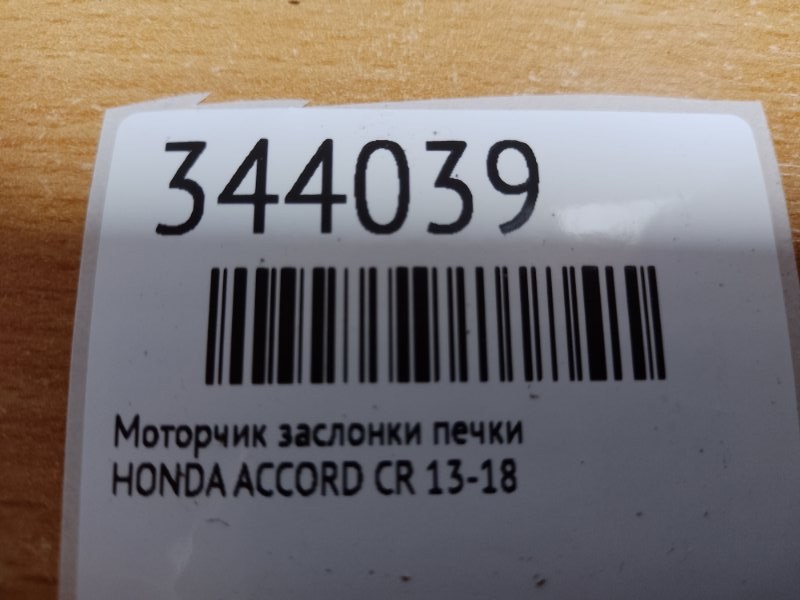 344039
Моторчик заслонки печки
HONDA ACCORD CR 13-18